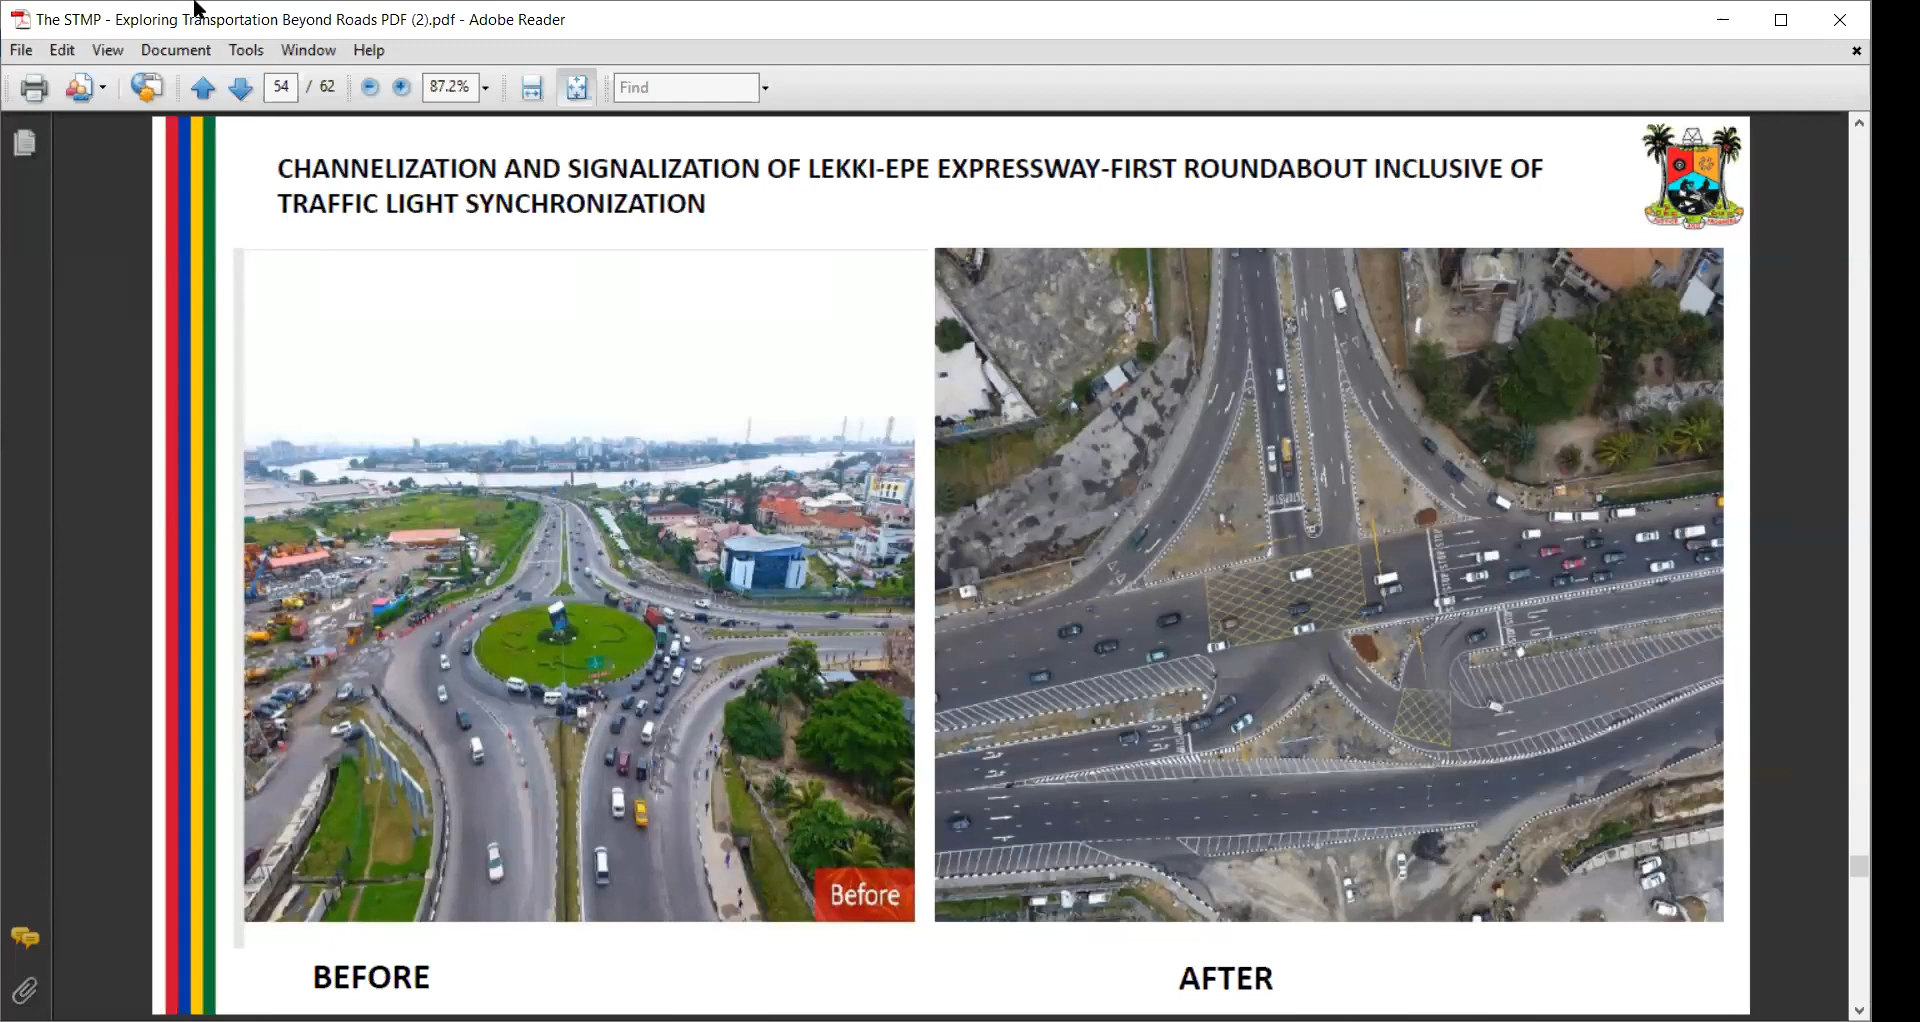 The STMP - Exploring Transportation Beyond Roads PDF (2).pdf - Adobe Reader
File Edit View Document Tools Window Help
54 / 62 87.2% Find
CHANNELIZATION AND SIGNALIZATION OF LEKKI-EPE EXPRESSWAY-FIRST ROUNDABOUT INCLUSIVE OF
TRAFFIC LIGHT SYNCHRONIZATION
Before
BEFORE
AFTER